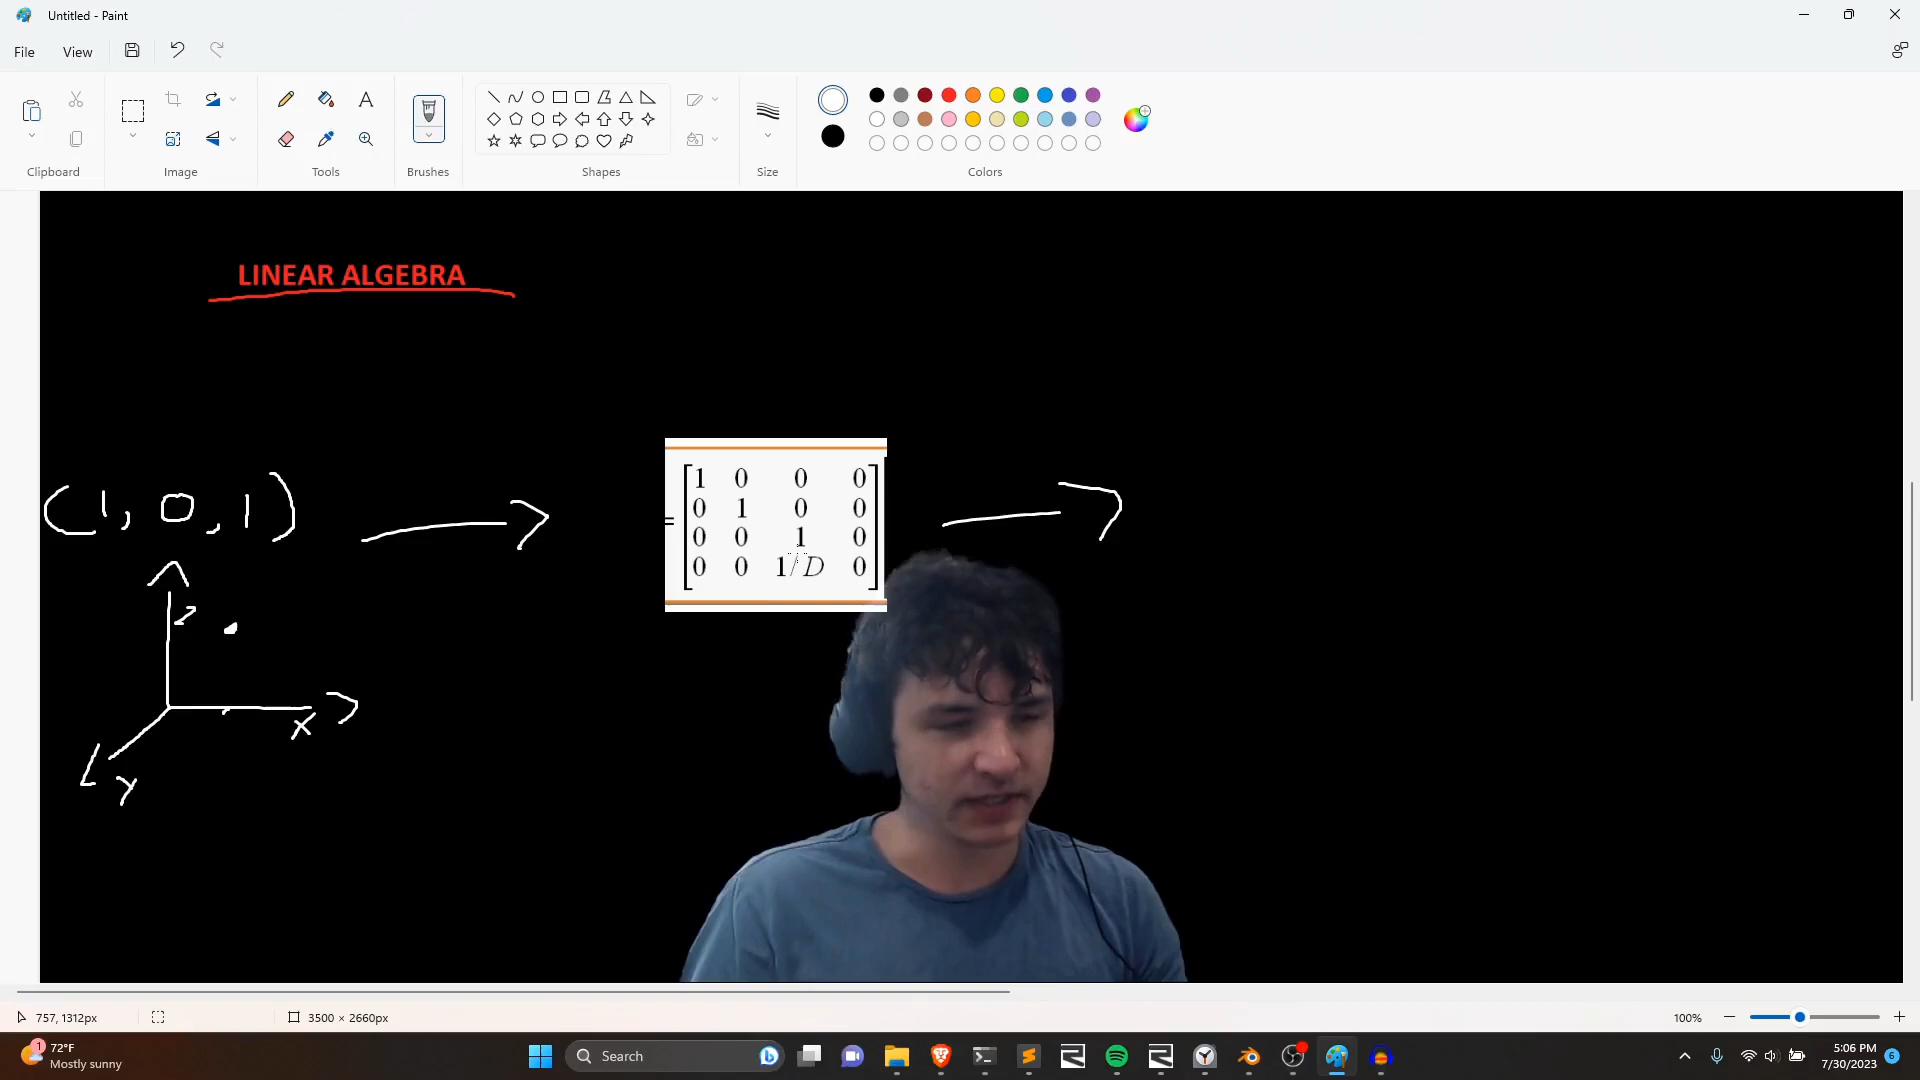 Untitled - Paint
File View
Clipboard Image Tools Brushes Shapes Size Colors
LINEAR ALGEBRA
(1, 0, 1)
=
1 0 0 0
0 1 0 0
0 0 1 0
0 0 1/D 0
z
x
y
757, 1312px
3500 × 2660px
100%
1
72°F
Mostly sunny
Search
5:06 PM
7/30/2023
6